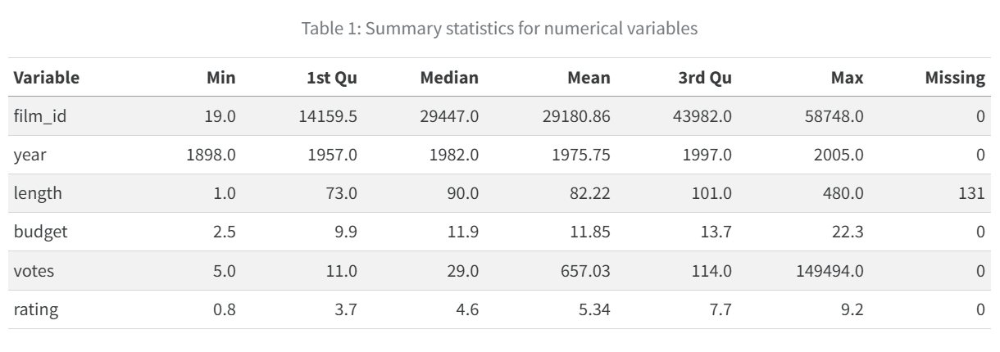 Table 1: Summary statistics for numerical variables
Variable Min 1st Qu Median Mean 3rd Qu Max Missing
film_id 19.0 14159.5 29447.0 29180.86 43982.0 58748.0 0
year 1898.0 1957.0 1982.0 1975.75 1997.0 2005.0 0
length 1.0 73.0 90.0 82.22 101.0 480.0 131
budget 2.5 9.9 11.9 11.85 13.7 22.3 0
votes 5.0 11.0 29.0 657.03 114.0 149494.0 0
rating 0.8 3.7 4.6 5.34 7.7 9.2 0